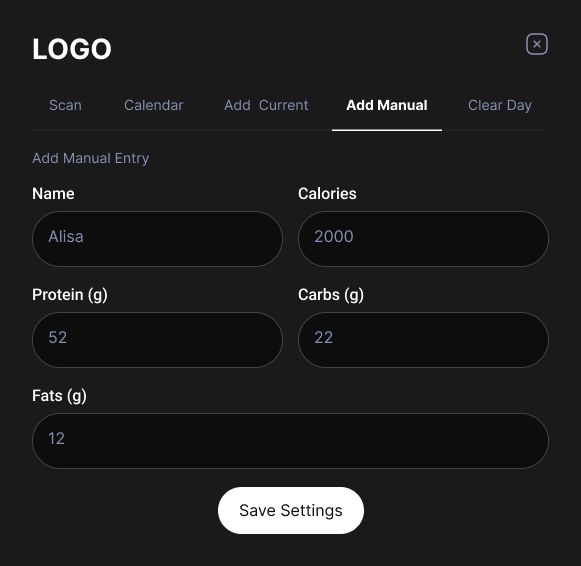 LOGO
Scan Calendar Add Current Add Manual Clear Day
Add Manual Entry
Name Calories
Alisa 2000
Protein (g) Carbs (g)
52 22
Fats (g)
12
Save Settings